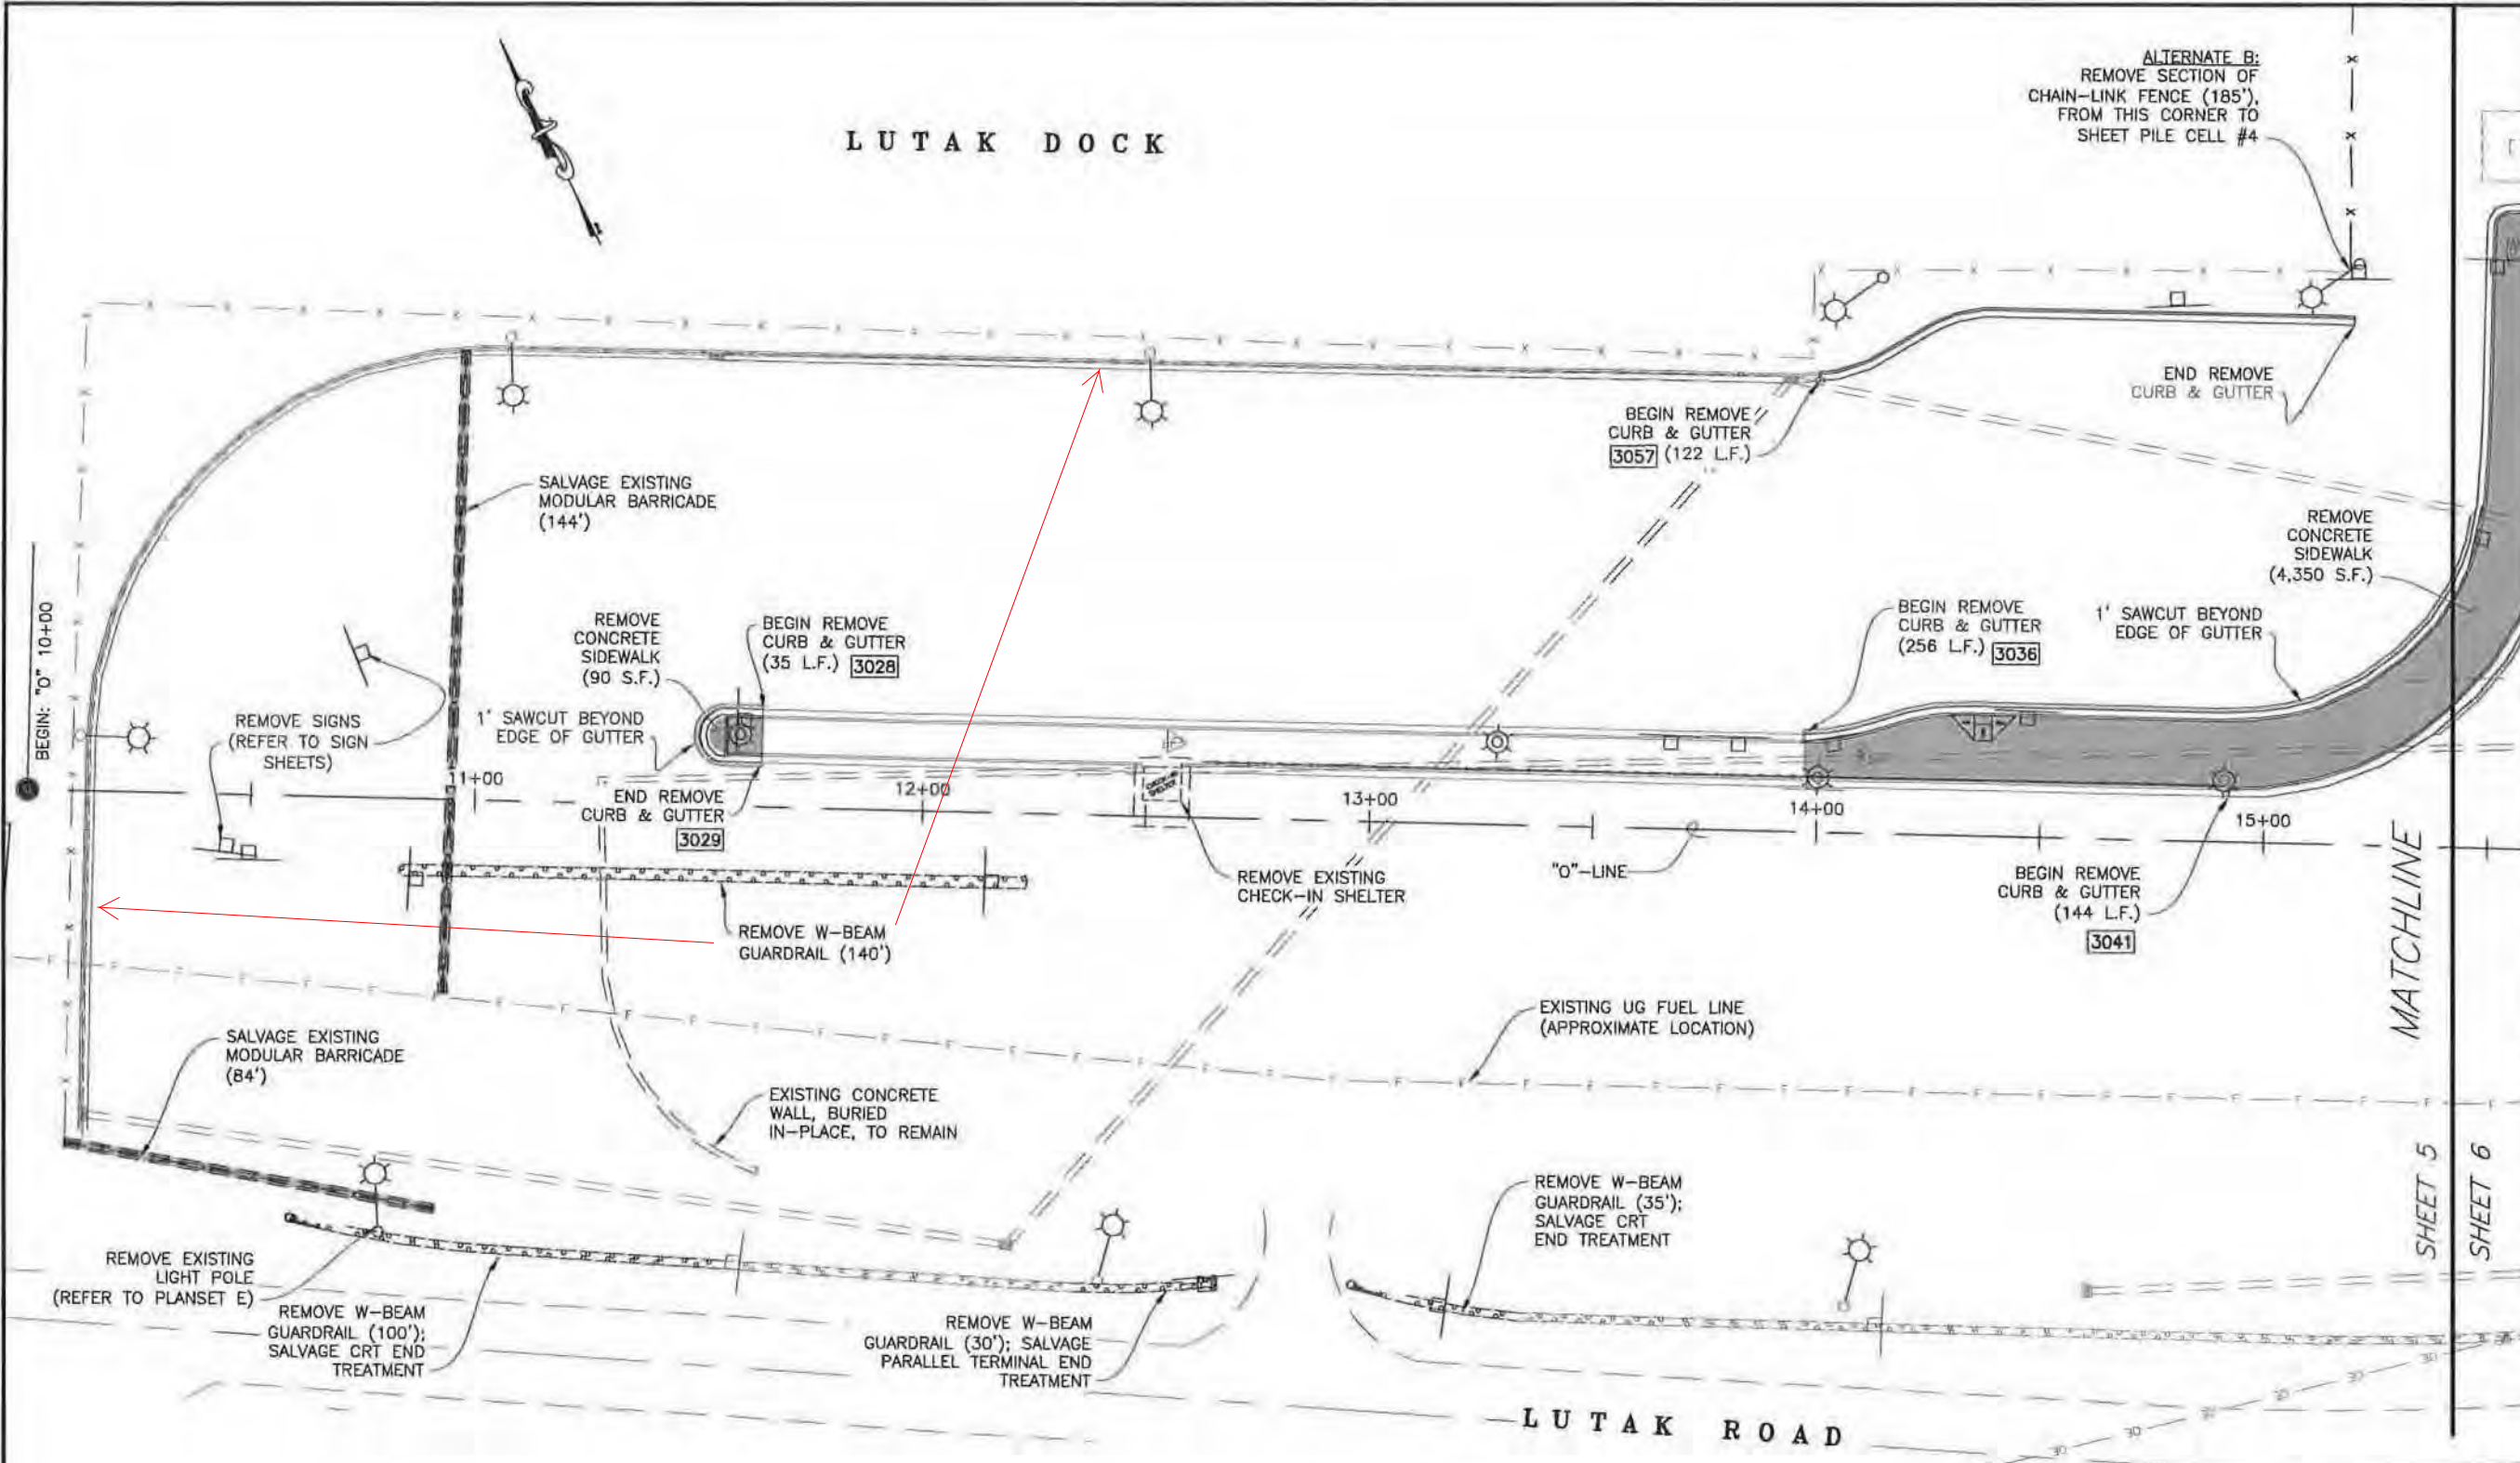 ALTERNATE B:
REMOVE SECTION OF
CHAIN-LINK FENCE (185'),
FROM THIS CORNER TO
SHEET PILE CELL #4
LUTAK DOCK
END REMOVE
CURB & GUTTER
BEGIN REMOVE
CURB & GUTTER
3057 (122 L.F.)
SALVAGE EXISTING
MODULAR BARRICADE
(144')
REMOVE
CONCRETE
SIDEWALK
(4,350 S.F.)
BEGIN: "O" 10+00
REMOVE
CONCRETE
SIDEWALK
(90 S.F.)
BEGIN REMOVE
CURB & GUTTER
(35 L.F.) 3028
BEGIN REMOVE
CURB & GUTTER
(256 L.F.) 3036
1' SAWCUT BEYOND
EDGE OF GUTTER
REMOVE SIGNS
(REFER TO SIGN
SHEETS)
1' SAWCUT BEYOND
EDGE OF GUTTER
11+00
12+00
13+00
14+00
15+00
END REMOVE
CURB & GUTTER
3029
REMOVE EXISTING
CHECK-IN SHELTER
"O"-LINE
BEGIN REMOVE
CURB & GUTTER
(144 L.F.)
3041
MATCHLINE
REMOVE W-BEAM
GUARDRAIL (140')
EXISTING UG FUEL LINE
(APPROXIMATE LOCATION)
SALVAGE EXISTING
MODULAR BARRICADE
(84')
EXISTING CONCRETE
WALL, BURIED
IN-PLACE, TO REMAIN
REMOVE W-BEAM
GUARDRAIL (35');
SALVAGE CRT
END TREATMENT
SHEET 5
SHEET 6
REMOVE EXISTING
LIGHT POLE
(REFER TO PLANSET E)
REMOVE W-BEAM
GUARDRAIL (100');
SALVAGE CRT END
TREATMENT
REMOVE W-BEAM
GUARDRAIL (30'); SALVAGE
PARALLEL TERMINAL END
TREATMENT
LUTAK ROAD
30
30
30